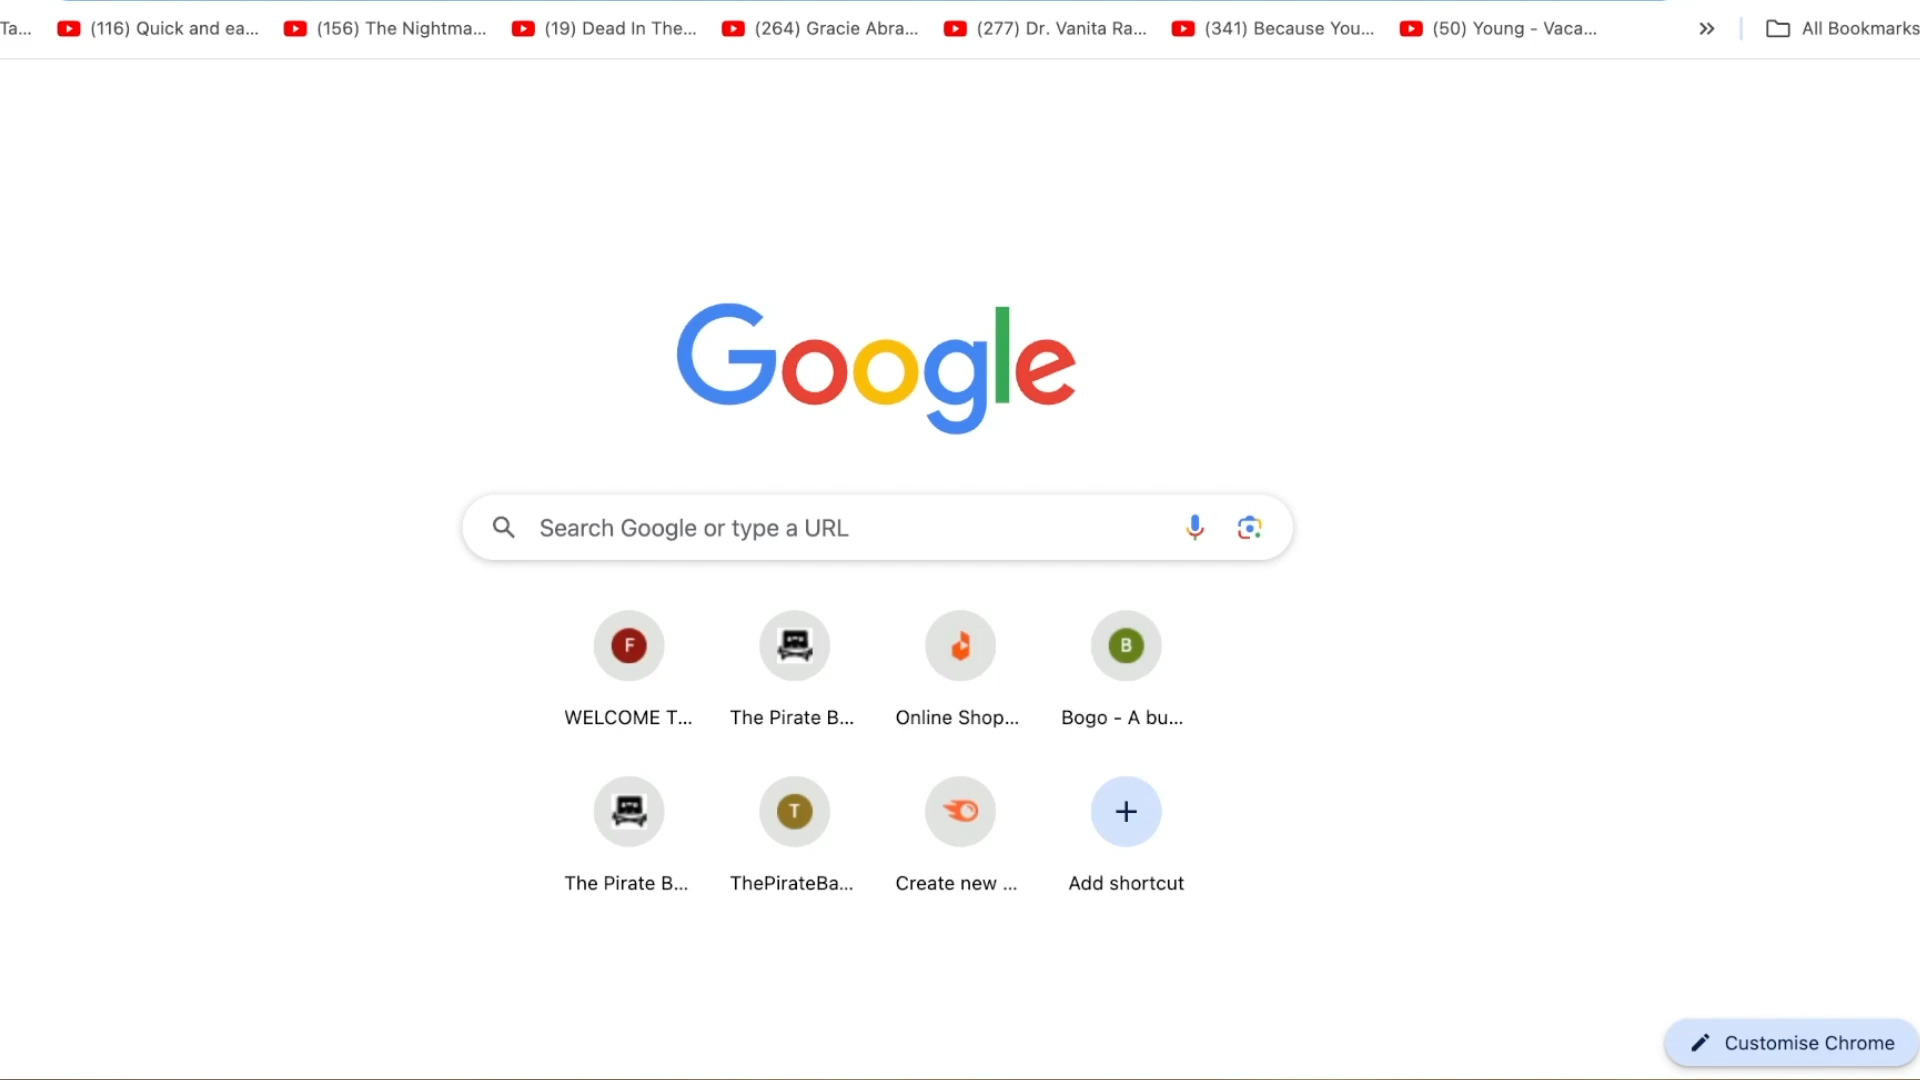 Ta... (116) Quick and ea... (156) The Nightma... (19) Dead In The... (264) Gracie Abra... (277) Dr. Vanita Ra... (341) Because You... (50) Young - Vaca... » All Bookmarks
Google
Search Google or type a URL
F B
WELCOME T... The Pirate B... Online Shop... Bogo - A bu...
T
The Pirate B... ThePirateBa... Create new ... Add shortcut
Customise Chrome